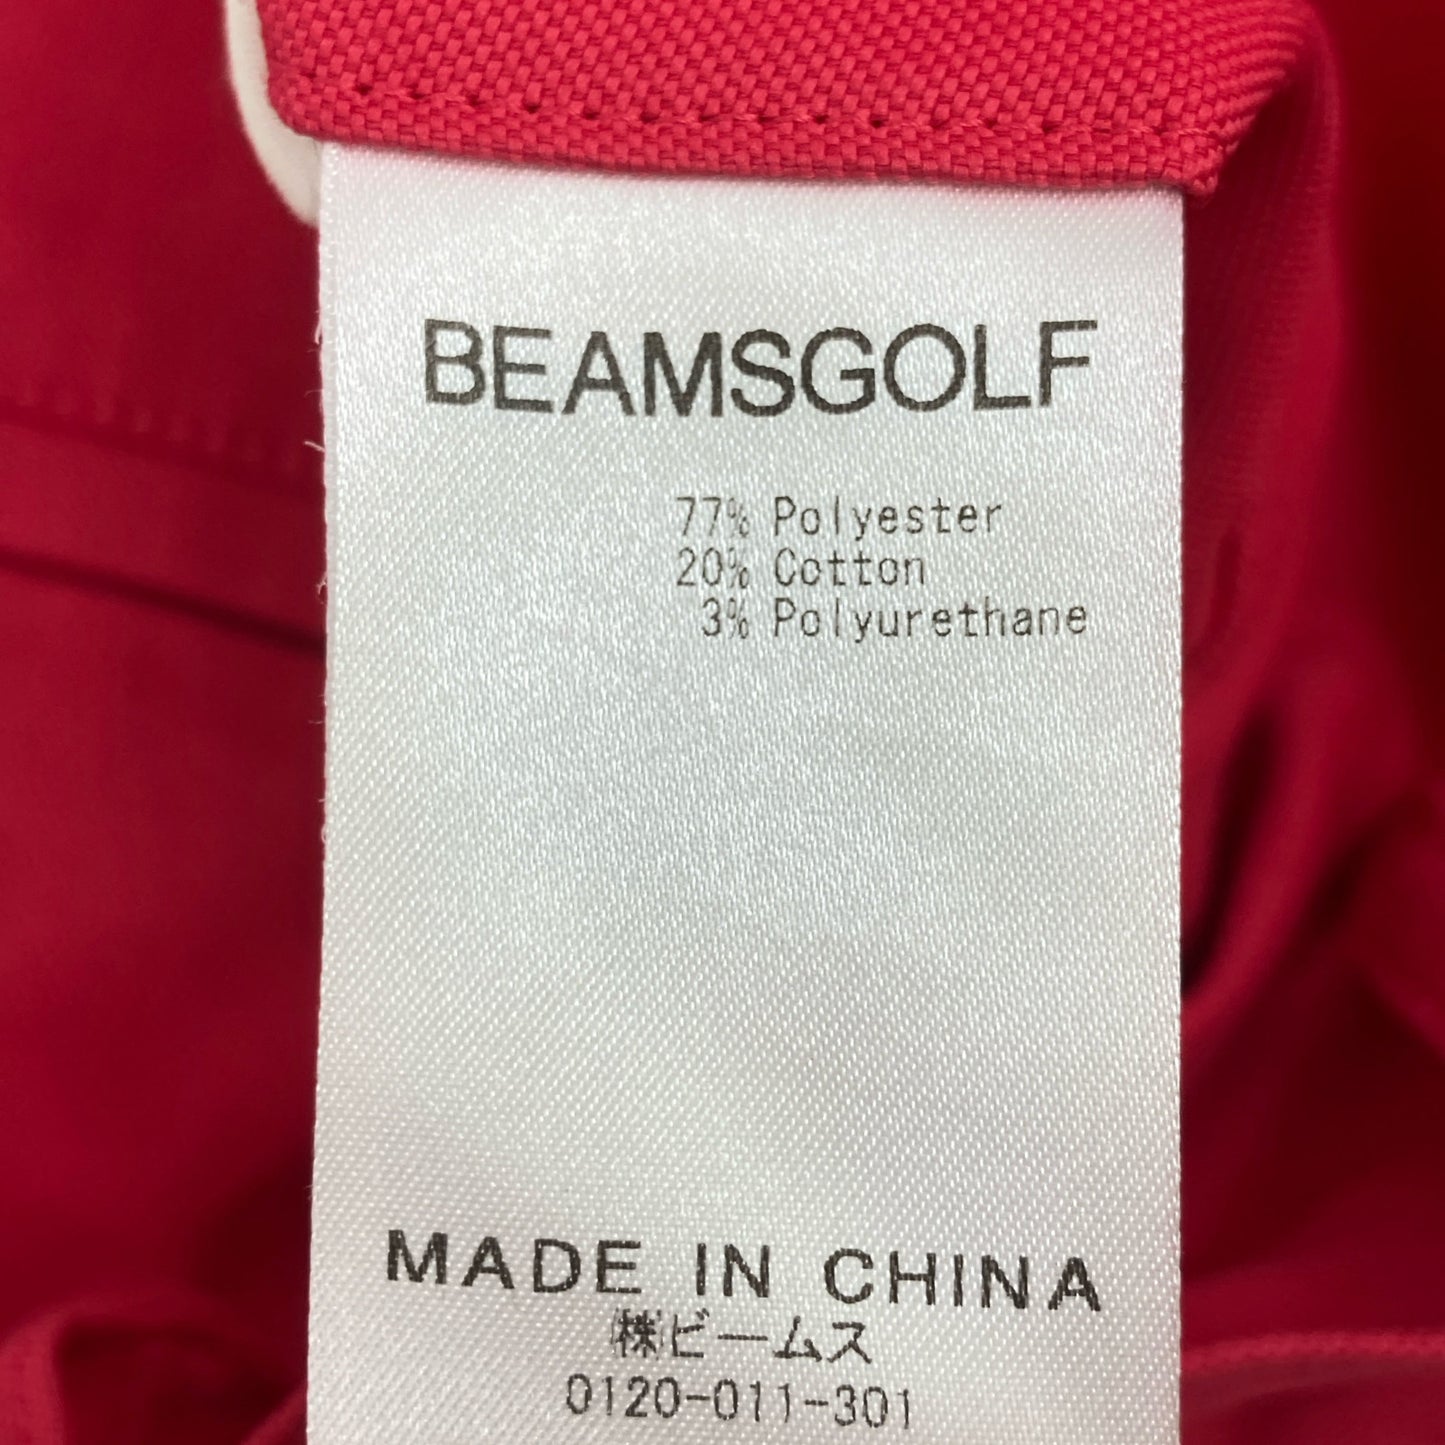 BEAMSGOLF
77% Polyester
20% Cotton
3% Polyurethane
MADE IN CHINA
㈱ビームス
0120-011-301